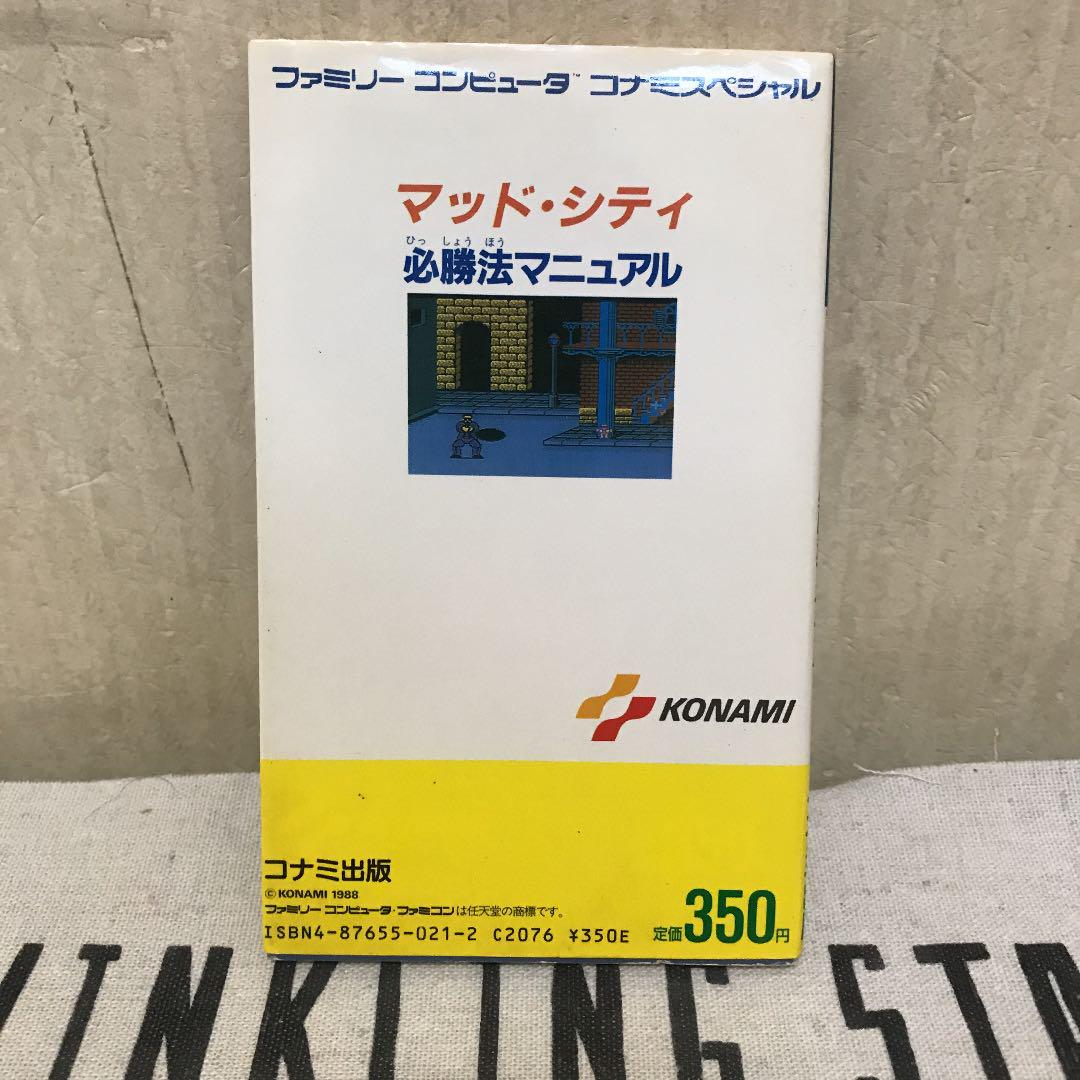 ファミリー コンピュータ™ コナミスペシャル
マッド・シティ
ひっ しょう ほう
必勝法マニュアル
KONAMI
コナミ出版
© KONAMI 1988
ファミリー コンピュータ・ファミコンは任天堂の商標です。
ISBN4-87655-021-2 C2076 ¥350E
定価350円
INKLING STA